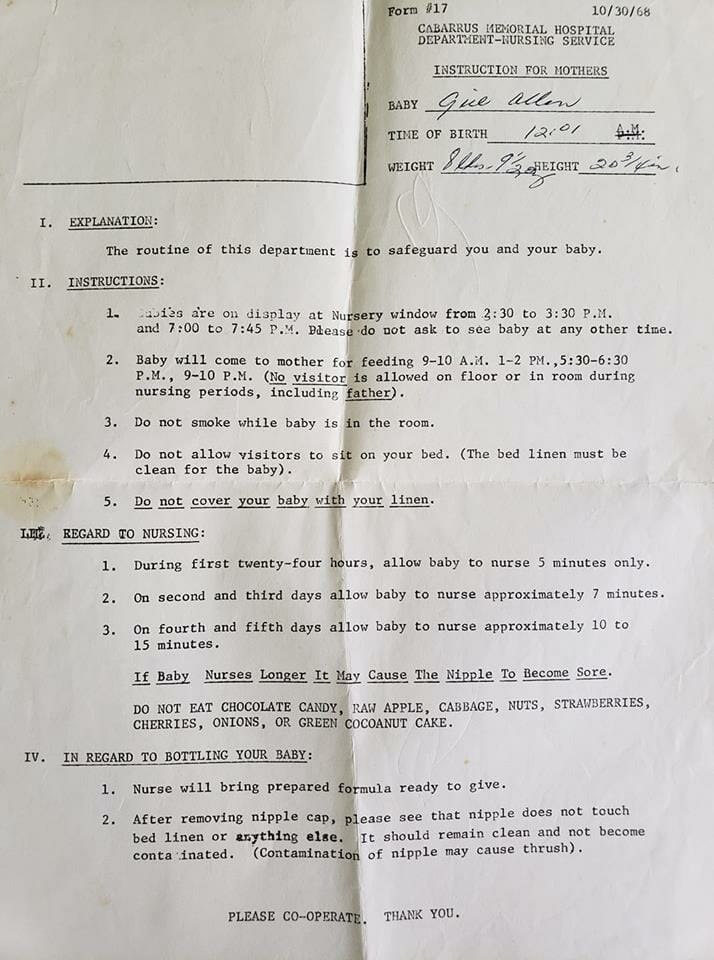 Form #17 10/30/68
CABARRUS MEMORIAL HOSPITAL
DEPARTMENT-NURSING SERVICE
INSTRUCTION FOR MOTHERS
BABY Allen
TIME OF BIRTH 12:01
WEIGHT 8 lbs. 9 1/2 HEIGHT 20 3/4 in.
I. EXPLANATION:
The routine of this department is to safeguard you and your baby.
II. INSTRUCTIONS:
1. Babies are on display at Nursery window from 2:30 to 3:30 P.M.
and 7:00 to 7:45 P.M. Please do not ask to see baby at any other time.
2. Baby will come to mother for feeding 9-10 A.M. 1-2 PM.,5:30-6:30
P.M., 9-10 P.M. (No visitor is allowed on floor or in room during
nursing periods, including father).
3. Do not smoke while baby is in the room.
4. Do not allow visitors to sit on your bed. (The bed linen must be
clean for the baby).
5. Do not cover your baby with your linen.
III. REGARD TO NURSING:
1. During first twenty-four hours, allow baby to nurse 5 minutes only.
2. On second and third days allow baby to nurse approximately 7 minutes.
3. On fourth and fifth days allow baby to nurse approximately 10 to
15 minutes.
If Baby Nurses Longer It May Cause The Nipple To Become Sore.
DO NOT EAT CHOCOLATE CANDY, RAW APPLE, CABBAGE, NUTS, STRAWBERRIES,
CHERRIES, ONIONS, OR GREEN COCOANUT CAKE.
IV. IN REGARD TO BOTTLING YOUR BABY:
1. Nurse will bring prepared formula ready to give.
2. After removing nipple cap, please see that nipple does not touch
bed linen or anything else. It should remain clean and not become
conta inated. (Contamination of nipple may cause thrush).
PLEASE CO-OPERATE. THANK YOU.